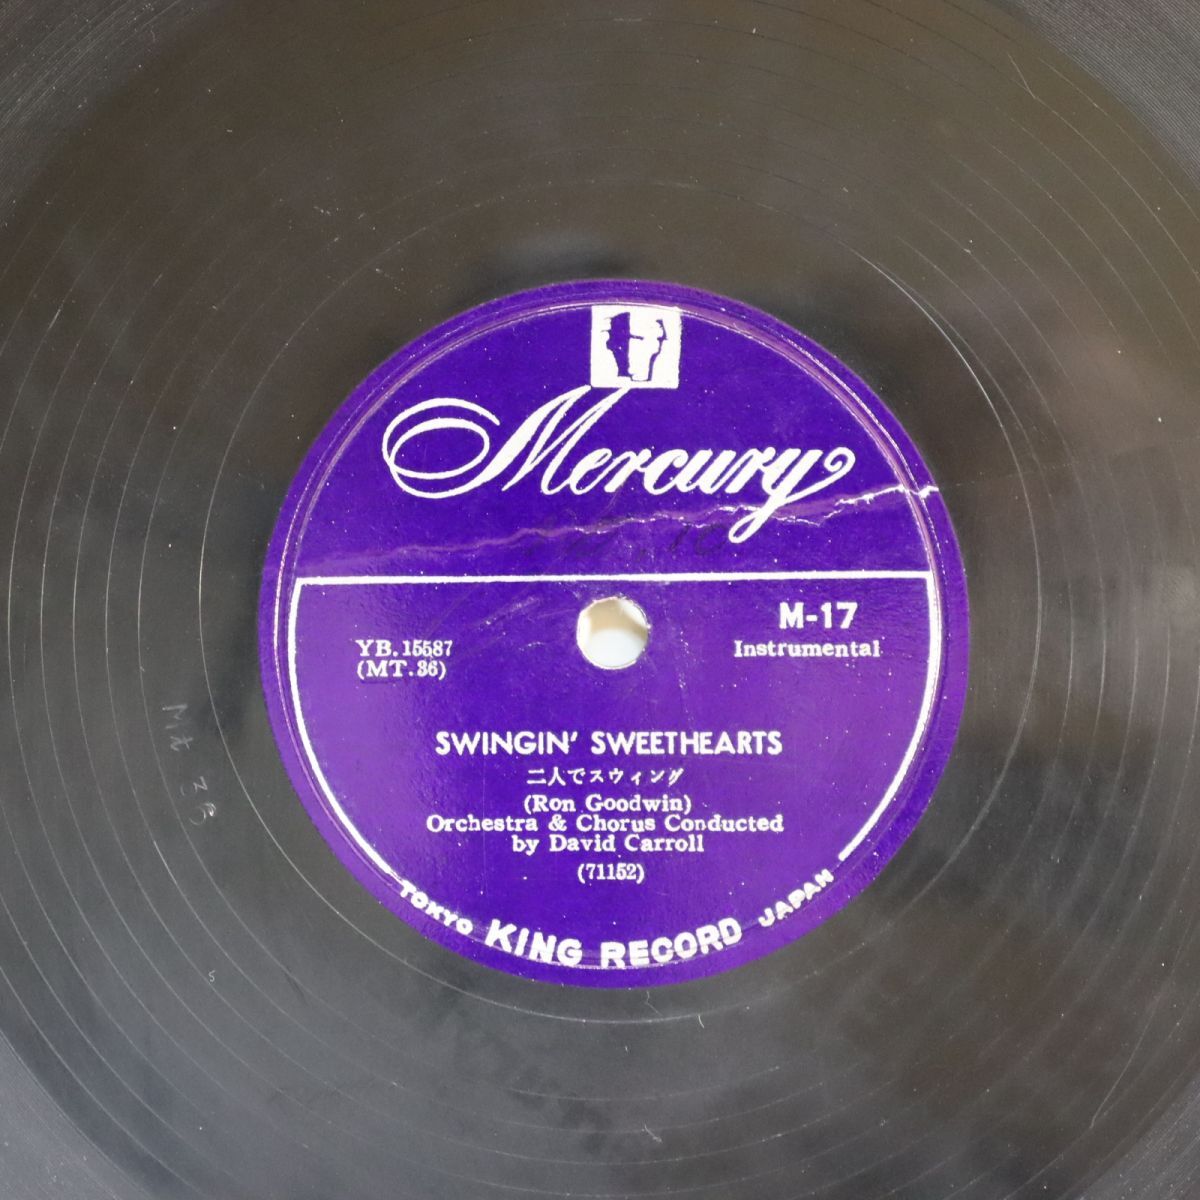 Mercury
M-17
Instrumental
YB.15587
(MT.36)
SWINGIN' SWEETHEARTS
二人でスウィング
(Ron Goodwin)
Orchestra & Chorus Conducted
by David Carroll
(71152)
TOKYO KING RECORD JAPAN